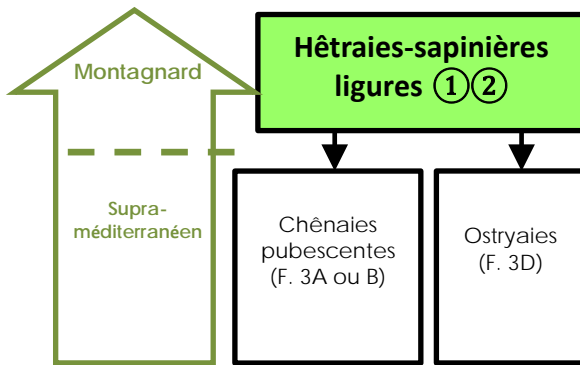 Montagnard
Hêtraies-sapinières
ligures ①②
Supra-
méditerranéen
Chênaies
pubescentes
(F. 3A ou B)
Ostryaies
(F. 3D)